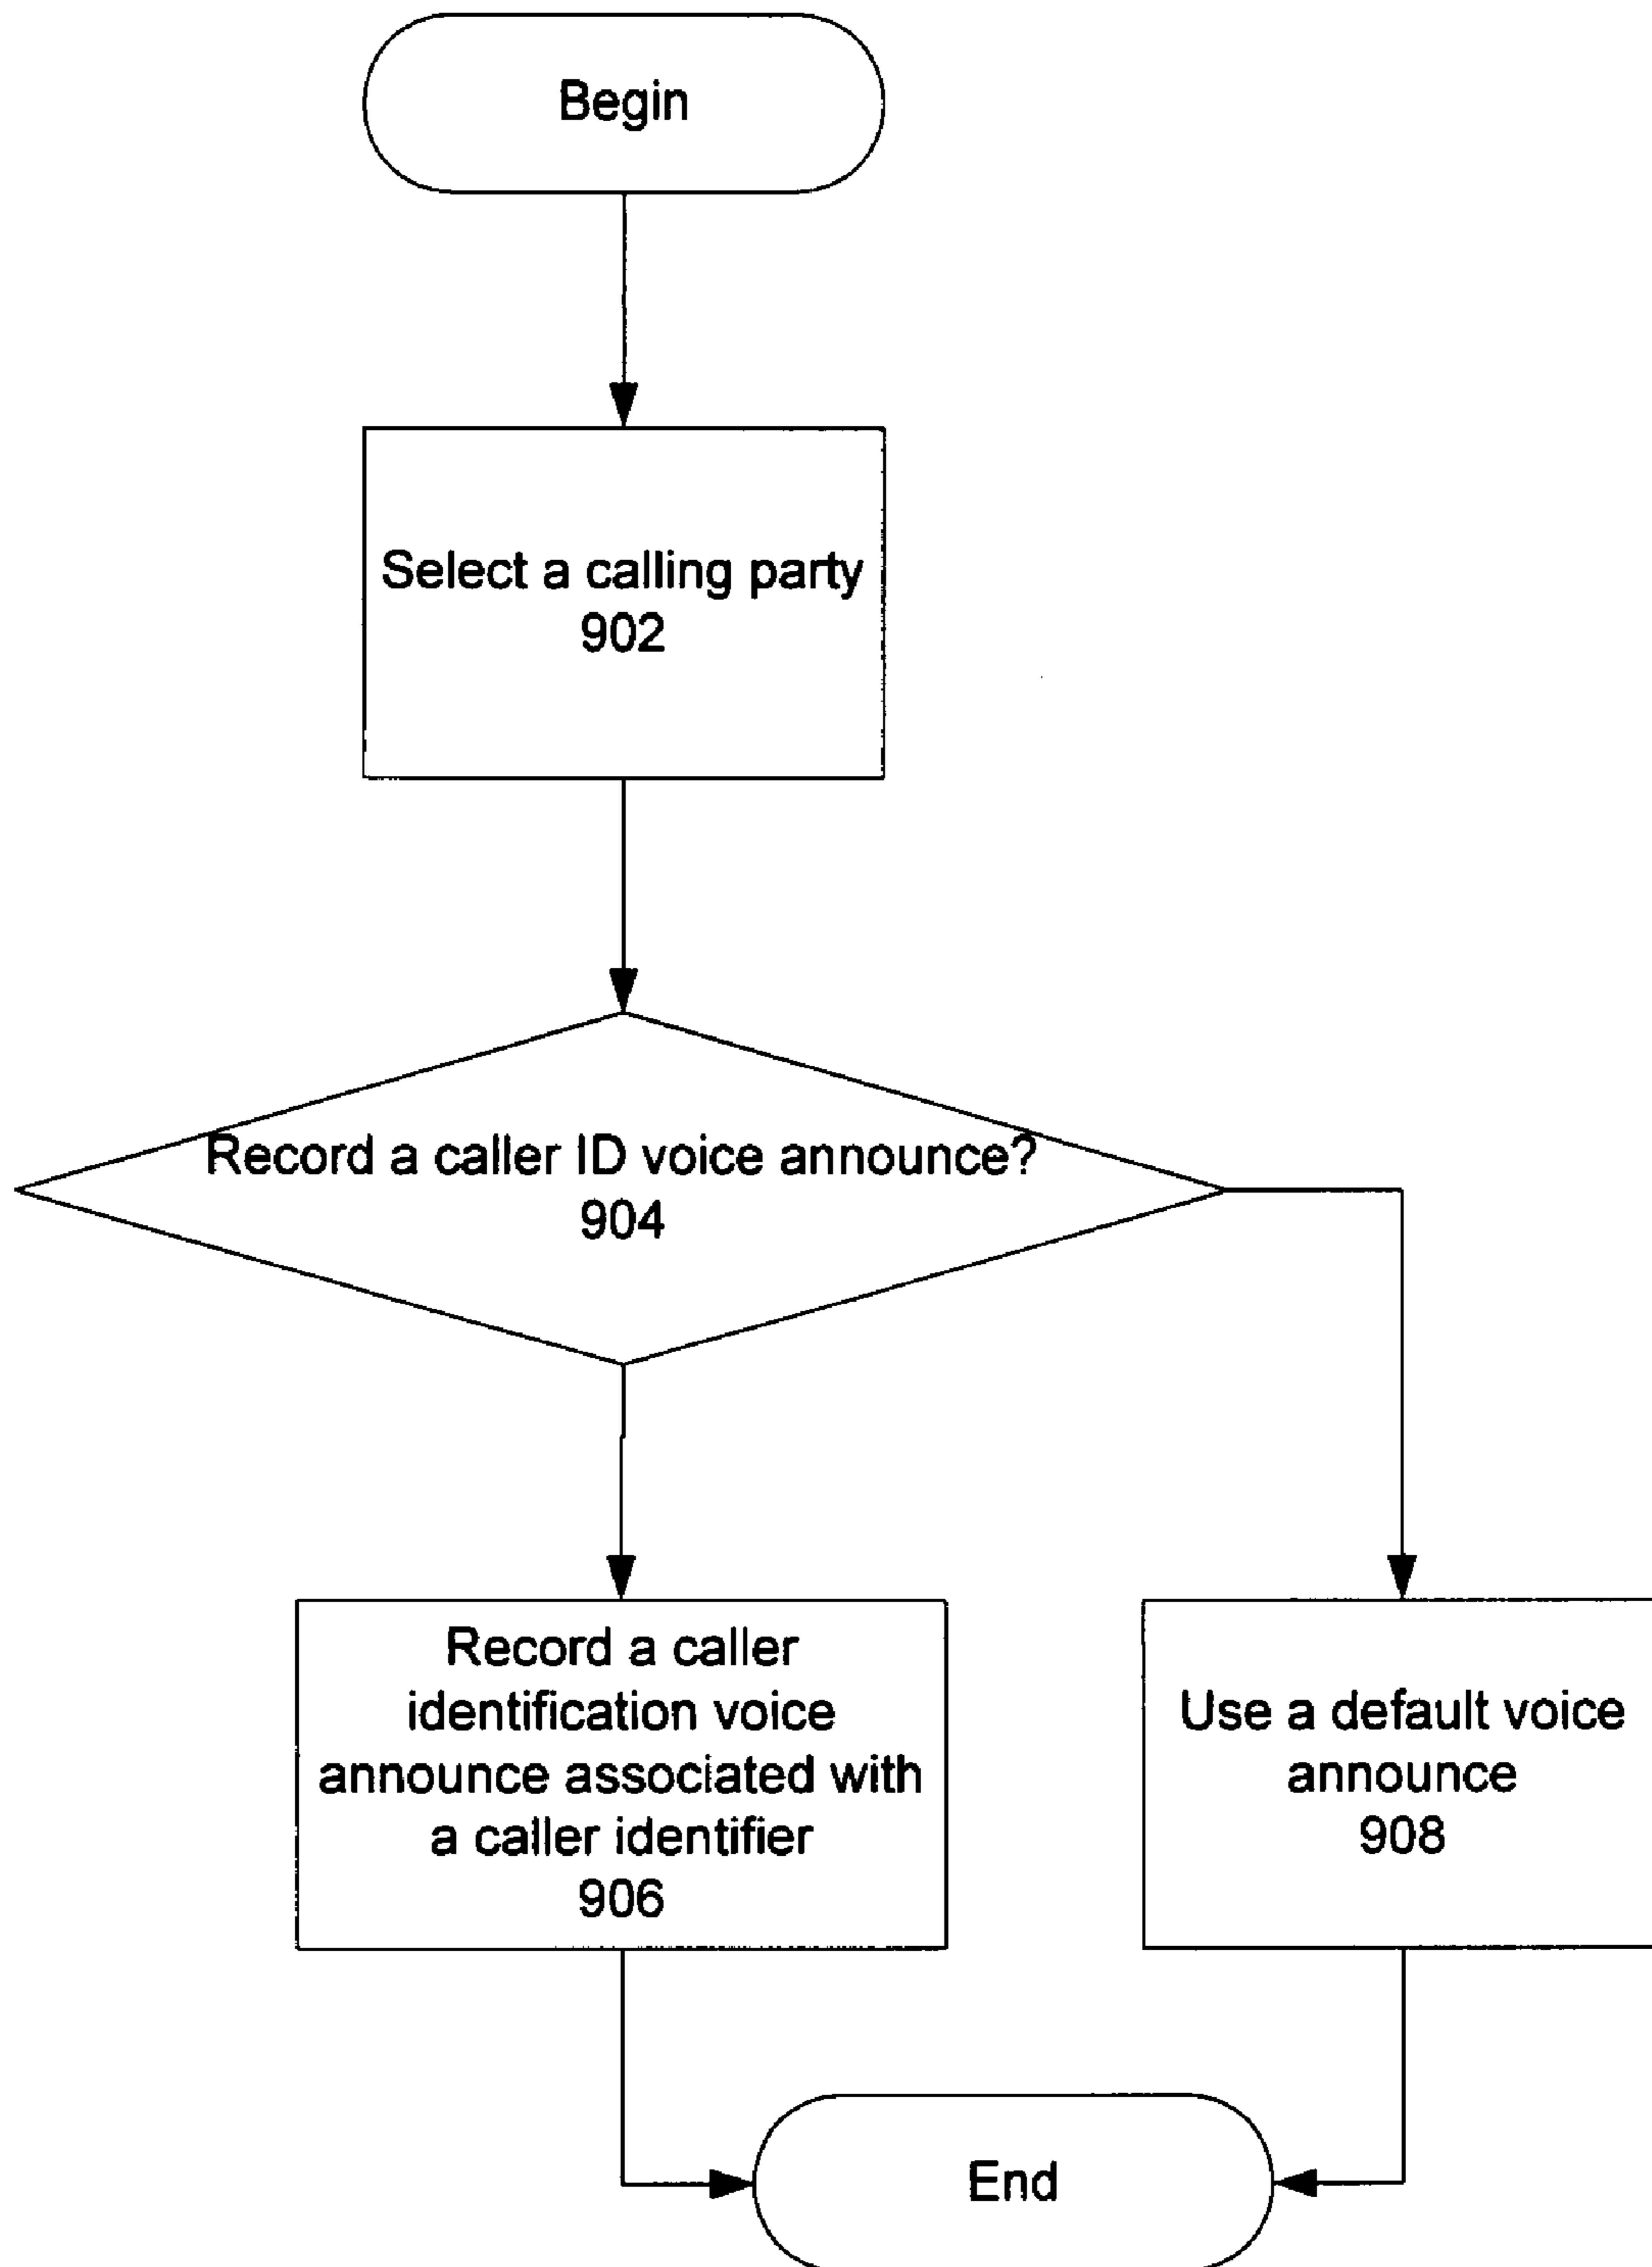 Begin
Select a calling party
902
Record a caller ID voice announce?
904
Record a caller
identification voice
announce associated with
a caller identifier
906
Use a default voice
announce
908
End